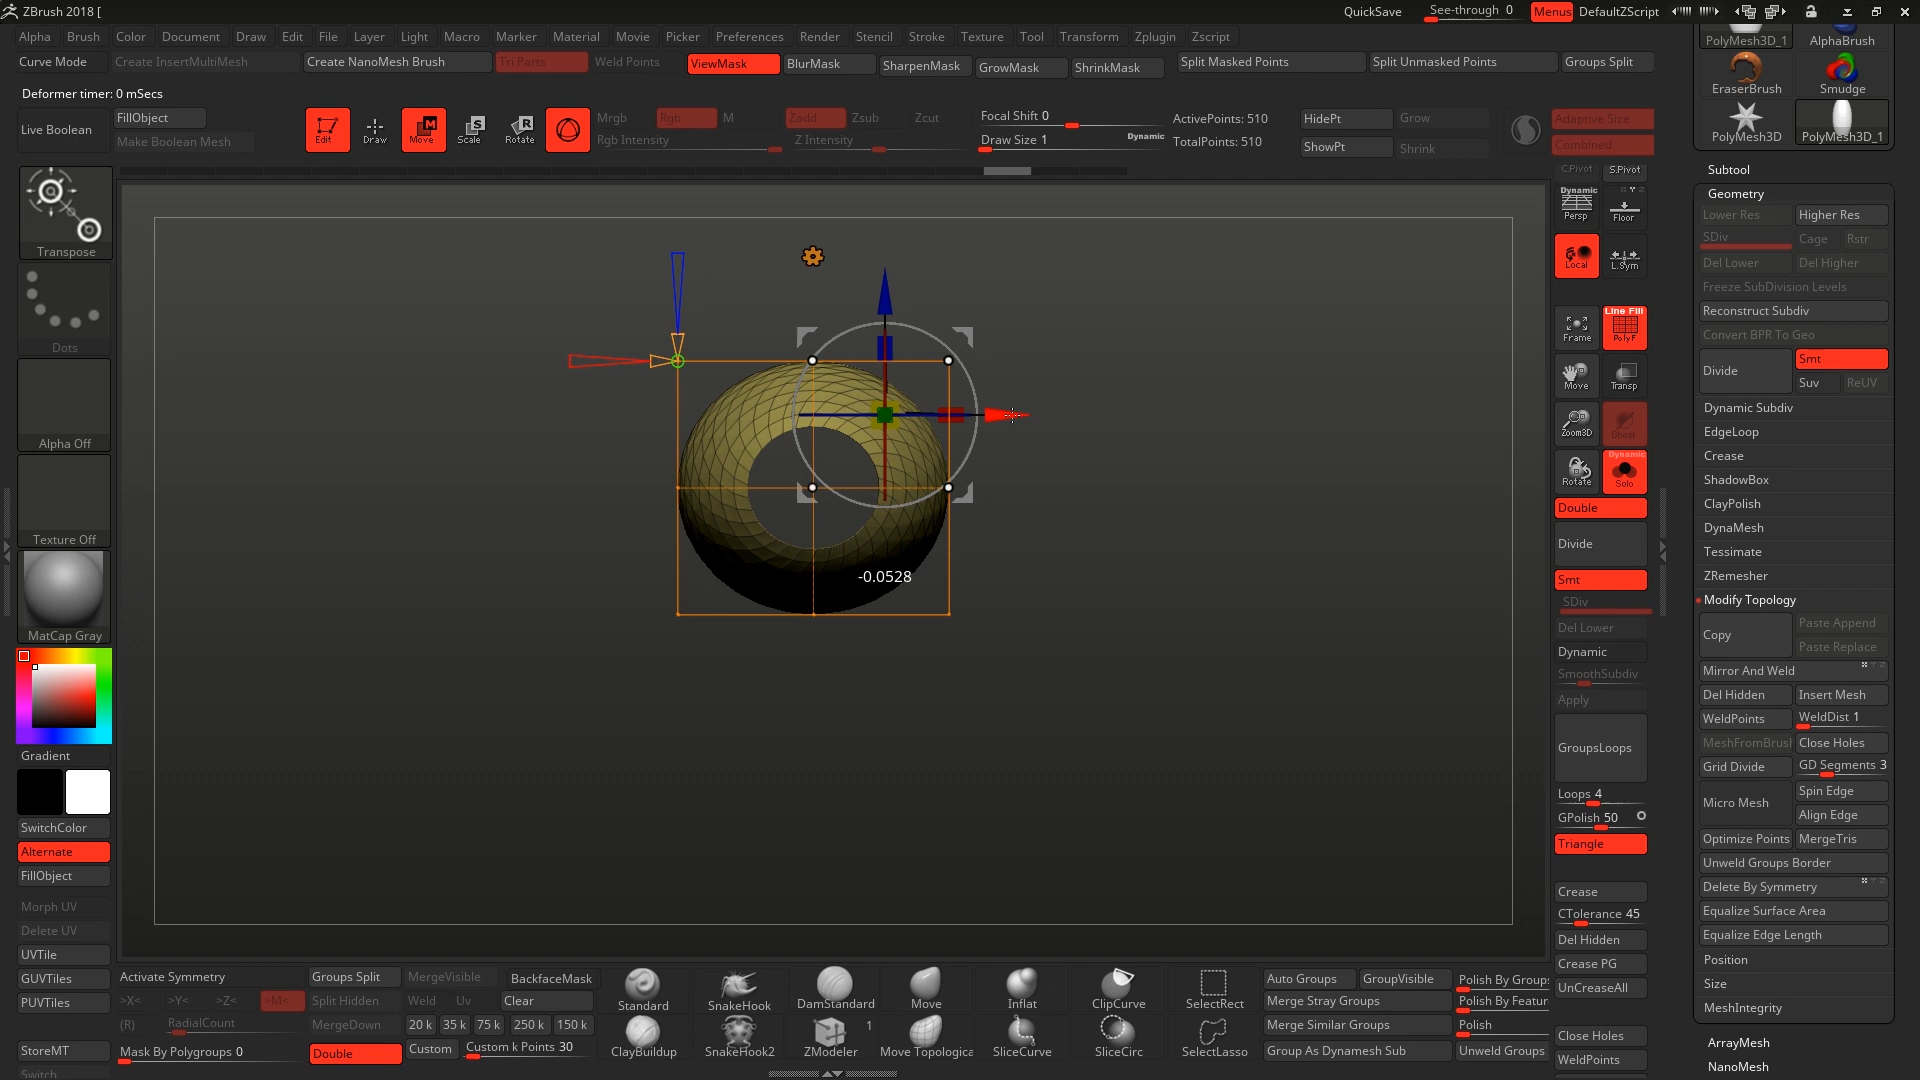 ZBrush 2018 [
QuickSave
See-through 0
Menus
DefaultZScript
Alpha Brush Color Document Draw Edit File Layer Light Macro Marker Material Movie Picker Preferences Render Stencil Stroke Texture Tool Transform Zplugin Zscript
Curve Mode
Create InsertMultiMesh
Create NanoMesh Brush
Tri Parts
Weld Points
ViewMask
BlurMask
SharpenMask
GrowMask
ShrinkMask
Split Masked Points
Split Unmasked Points
Groups Split
Deformer timer: 0 mSecs
Live Boolean
FillObject
Make Boolean Mesh
Edit
Draw
Move
Scale
Rotate
Mrgb
Rgb
M
Rgb Intensity
Zadd
Zsub
Zcut
Z Intensity
Focal Shift 0
Draw Size 1
Dynamic
ActivePoints: 510
TotalPoints: 510
HidePt
ShowPt
Grow
Shrink
Adaptive Size
Combined
Transpose
Dots
Alpha Off
Texture Off
MatCap Gray
Gradient
SwitchColor
Alternate
FillObject
Morph UV
Delete UV
UVTile
GUVTiles
PUVTiles
StoreMT
Switch
-0.0528
C.Pivot
S.Pivot
Dynamic
Persp
Floor
Local
L.Sym
Frame
Line Fill
PolyF
Move
Transp
Zoom3D
Ghost
Rotate
Dynamic
Solo
Double
Divide
Smt
SDiv
Del Lower
Dynamic
SmoothSubdiv
Apply
GroupsLoops
Loops 4
GPolish 50
Triangle
Crease
CTolerance 45
Del Hidden
Crease PG
UnCreaseAll
Close Holes
WeldPoints
PolyMesh3D_1
AlphaBrush
EraserBrush
Smudge
PolyMesh3D
PolyMesh3D_1
Subtool
Geometry
Lower Res
Higher Res
SDiv
Cage
Rstr
Del Lower
Del Higher
Freeze SubDivision Levels
Reconstruct Subdiv
Convert BPR To Geo
Divide
Smt
Suv
ReUV
Dynamic Subdiv
EdgeLoop
Crease
ShadowBox
ClayPolish
DynaMesh
Tessimate
ZRemesher
Modify Topology
Copy
Paste Append
Paste Replace
Mirror And Weld
Del Hidden
Insert Mesh
WeldPoints
WeldDist 1
MeshFromBrush
Close Holes
Grid Divide
GD Segments 3
Micro Mesh
Spin Edge
Align Edge
Optimize Points
MergeTris
Unweld Groups Border
Delete By Symmetry
Equalize Surface Area
Equalize Edge Length
Position
Size
MeshIntegrity
ArrayMesh
NanoMesh
Activate Symmetry
>X<
>Y<
>Z<
>M<
(R)
RadialCount
Mask By Polygroups 0
Groups Split
Split Hidden
MergeDown
Double
MergeVisible
Weld
Uv
BackfaceMask
Clear
20 k
35 k
75 k
250 k
150 k
Custom
Custom k Points 30
Standard
SnakeHook
DamStandard
Move
Inflat
ClipCurve
SelectRect
ClayBuildup
SnakeHook2
1
ZModeler
Move Topologica
SliceCurve
SliceCirc
SelectLasso
Auto Groups
GroupVisible
Polish By Groups
Merge Stray Groups
Polish By Featur
Merge Similar Groups
Polish
Group As Dynamesh Sub
Unweld Groups